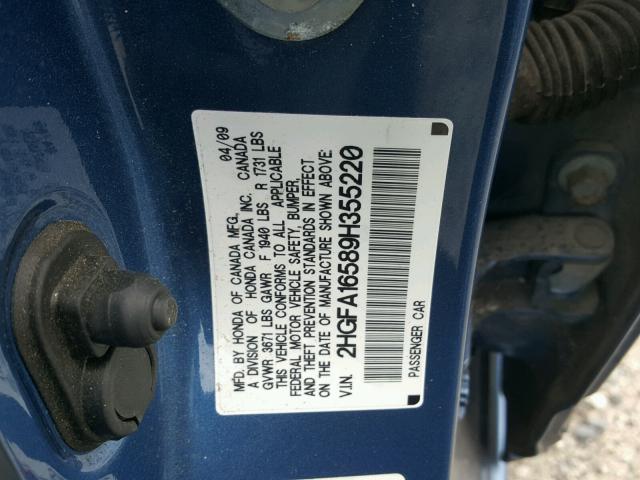 MFD. BY HONDA OF CANADA MFG. 04/09
A DIVISION OF HONDA CANADA INC. CANADA
GVWR 3671 LBS GAWR F 1940 LBS R 1731 LBS
THIS VEHICLE CONFORMS TO ALL APPLICABLE
FEDERAL MOTOR VEHICLE SAFETY, BUMPER,
AND THEFT PREVENTION STANDARDS IN EFFECT
ON THE DATE OF MANUFACTURE SHOWN ABOVE.
V.I.N. 2HGFA16589H355220
PASSENGER CAR